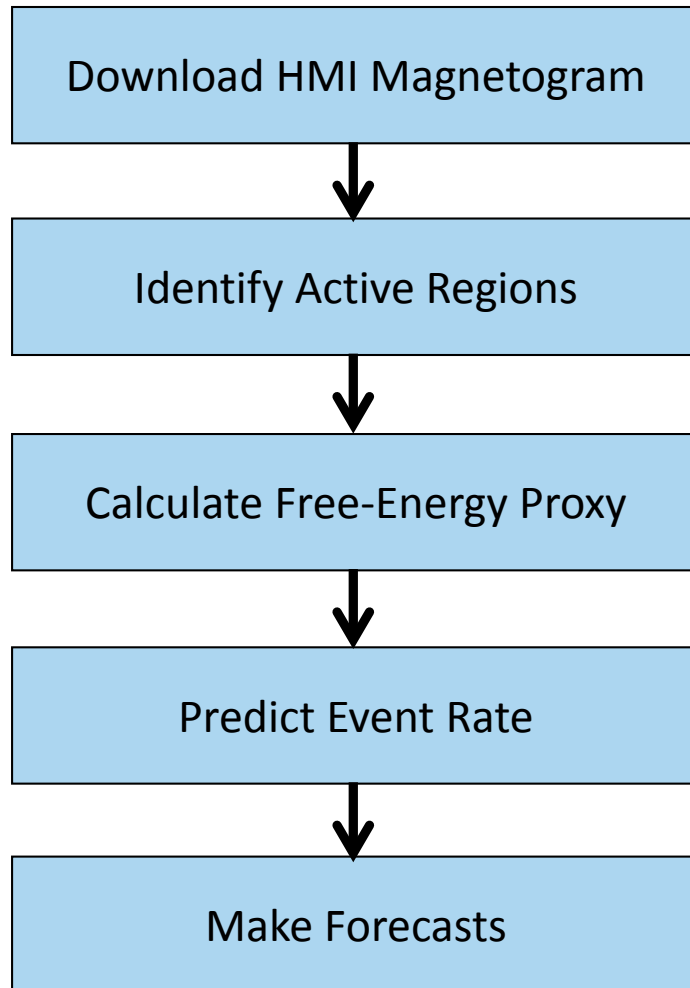 Download HMI Magnetogram
Identify Active Regions
Calculate Free-Energy Proxy
Predict Event Rate
Make Forecasts